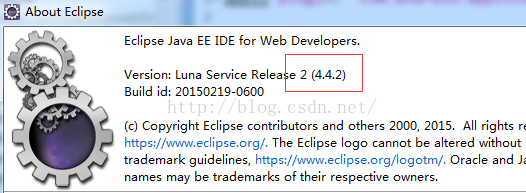 About Eclipse
Eclipse Java EE IDE for Web Developers.
Version: Luna Service Release 2 (4.4.2)
Build id: 20150219-0600
http://blog.csdn.net/
(c) Copyright Eclipse contributors and others 2000, 2015. All rights re
https://www.eclipse.org/. The Eclipse logo cannot be altered without
trademark guidelines, https://www.eclipse.org/logotm/. Oracle and Ja
names may be trademarks of their respective owners.